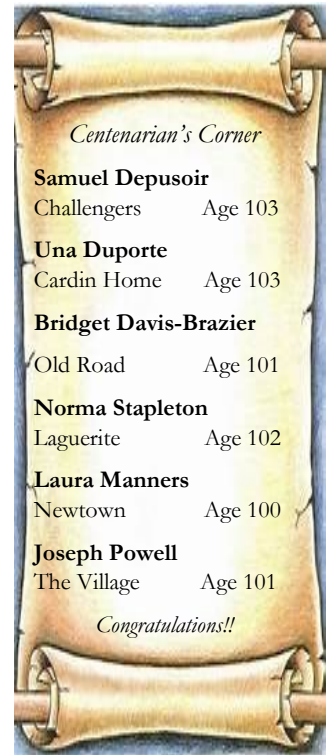 Centenarian's Corner
Samuel Depusoir
Challengers Age 103
Una Duporte
Cardin Home Age 103
Bridget Davis-Brazier
Old Road Age 101
Norma Stapleton
Laguerite Age 102
Laura Manners
Newtown Age 100
Joseph Powell
The Village Age 101
Congratulations!!